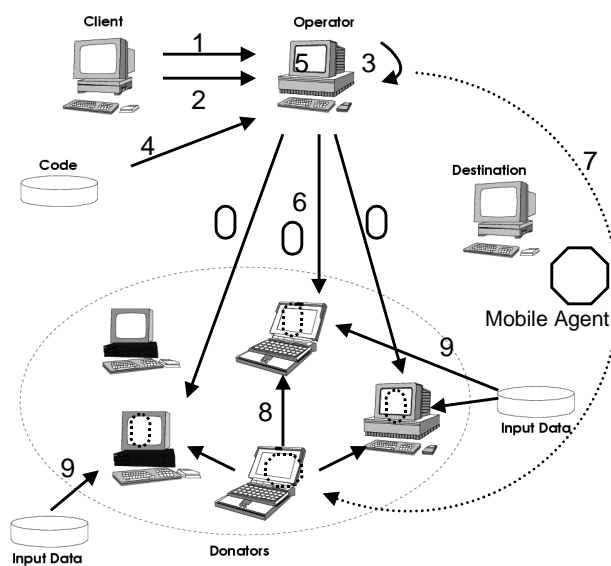 Client
Operator
1
5
3
2
4
Code
7
Destination
6
Mobile Agent
9
8
Input Data
9
Input Data
Donators